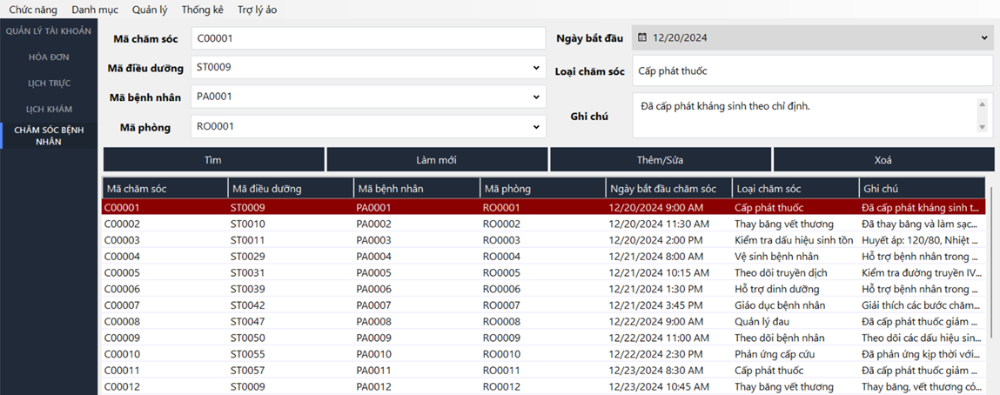 Chức năng Danh mục Quản lý Thống kê Trợ lý ảo
QUẢN LÝ TÀI KHOẢN
HÓA ĐƠN
LỊCH TRỰC
LỊCH KHÁM
CHĂM SÓC BỆNH
NHÂN
Mã chăm sóc C00001
Mã điều dưỡng ST0009
Mã bệnh nhân PA0001
Mã phòng RO0001
Ngày bắt đầu 12/20/2024
Loại chăm sóc Cấp phát thuốc
Ghi chú Đã cấp phát kháng sinh theo chỉ định.
Tìm Làm mới Thêm/Sửa Xoá
Mã chăm sóc Mã điều dưỡng Mã bệnh nhân Mã phòng Ngày bắt đầu chăm sóc Loại chăm sóc Ghi chú
C00001 ST0009 PA0001 RO0001 12/20/2024 9:00 AM Cấp phát thuốc Đã cấp phát kháng sinh t...
C00002 ST0010 PA0002 RO0002 12/20/2024 11:30 AM Thay băng vết thương Đã thay băng và làm sạc...
C00003 ST0011 PA0003 RO0003 12/20/2024 2:00 PM Kiểm tra dấu hiệu sinh tồn Huyết áp: 120/80, Nhiệt ...
C00004 ST0029 PA0004 RO0004 12/21/2024 8:00 AM Vệ sinh bệnh nhân Hỗ trợ bệnh nhân trong ...
C00005 ST0031 PA0005 RO0005 12/21/2024 10:15 AM Theo dõi truyền dịch Kiểm tra đường truyền IV...
C00006 ST0039 PA0006 RO0006 12/21/2024 1:30 PM Hỗ trợ dinh dưỡng Hỗ trợ bệnh nhân trong ...
C00007 ST0042 PA0007 RO0007 12/21/2024 3:45 PM Giáo dục bệnh nhân Giải thích các bước chăm...
C00008 ST0047 PA0008 RO0008 12/22/2024 9:00 AM Quản lý đau Đã cấp phát thuốc giảm ...
C00009 ST0050 PA0009 RO0009 12/22/2024 11:00 AM Theo dõi bệnh nhân Theo dõi các dấu hiệu sin...
C00010 ST0055 PA0010 RO0010 12/22/2024 2:30 PM Phản ứng cấp cứu Đã phản ứng kịp thời với...
C00011 ST0057 PA0011 RO0011 12/23/2024 8:30 AM Cấp phát thuốc Đã cấp phát thuốc giảm ...
C00012 ST0009 PA0012 RO0012 12/23/2024 10:45 AM Thay băng vết thương Thay băng, vết thương có...